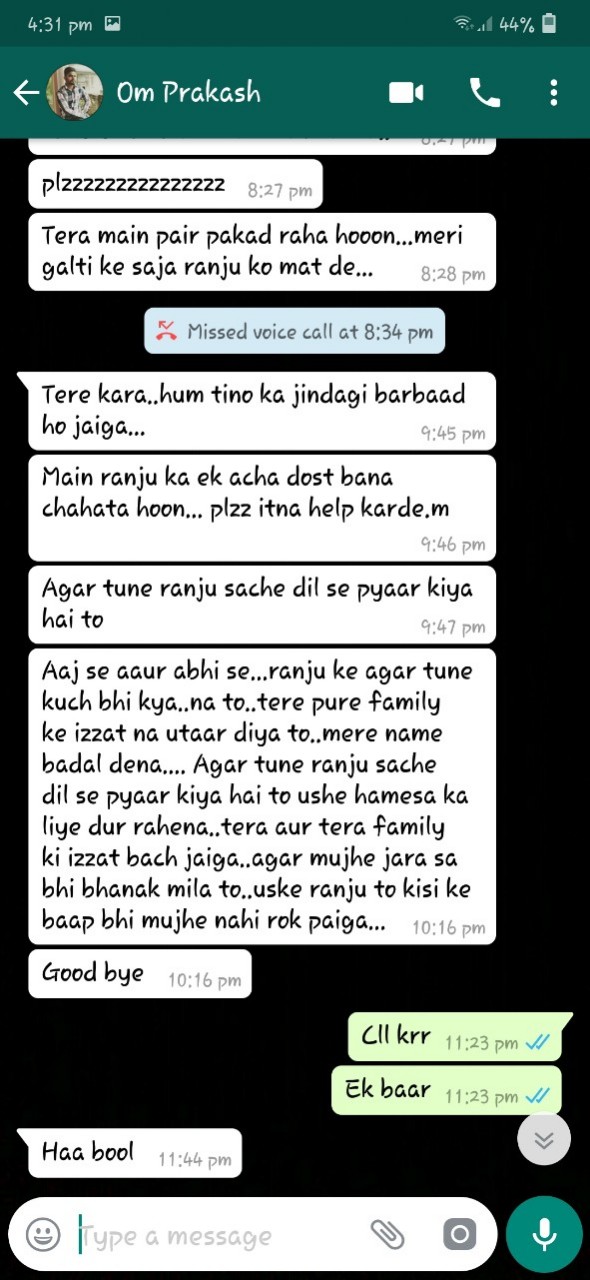 4:31 pm 44%
Om Prakash
8:27 pm
plzzzzzzzzzzzzzzz 8:27 pm
Tera main pair pakad raha hooon...meri
galti ke saja ranju ko mat de... 8:28 pm
Missed voice call at 8:34 pm
Tere kara..hum tino ka jindagi barbaad
ho jaiga... 9:45 pm
Main ranju ka ek acha dost bana
chahata hoon... plzz itna help karde.m
9:46 pm
Agar tune ranju sache dil se pyaar kiya
hai to 9:47 pm
Aaj se aaur abhi se...ranju ke agar tune
kuch bhi kya..na to..tere pure family
ke izzat na utaar diya to..mere name
badal dena.... Agar tune ranju sache
dil se pyaar kiya hai to ushe hamesa ka
liye dur rahena..tera aur tera family
ki izzat bach jaiga..agar mujhe jara sa
bhi bhanak mila to..uske ranju to kisi ke
baap bhi mujhe nahi rok paiga... 10:16 pm
Good bye 10:16 pm
Cll krr 11:23 pm
Ek baar 11:23 pm
Haa bool 11:44 pm
Type a message